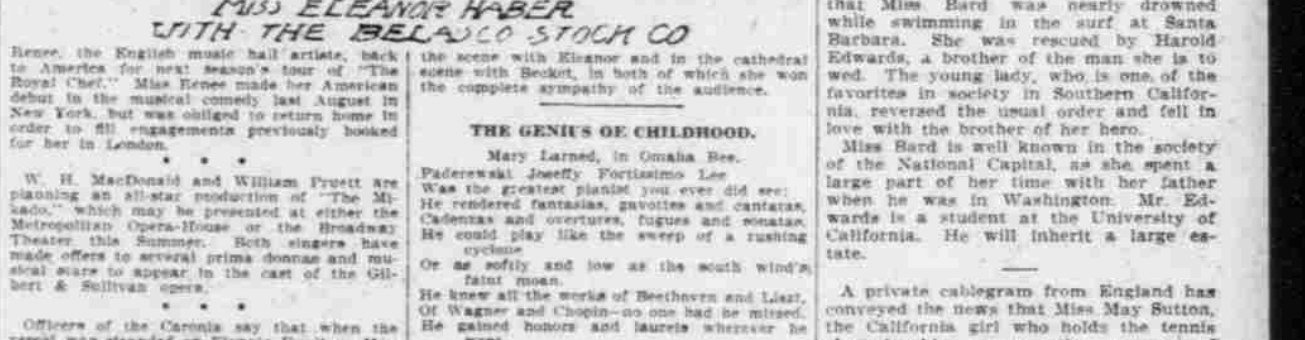 MISS ELEANOR HABER
WITH THE BELASCO STOCK CO
Renee, the English music hall artiste, back
to America for next season's tour of "The
Royal Chef." Miss Renee made her American
debut in the musical comedy last August in
New York, but was obliged to return home in
order to fill engagements previously booked
for her in London.
* * *
W. H. MacDonald and William Pruett are
planning an all-star production of "The Mi-
kado," which may be presented at either the
Metropolitan Opera-House or the Broadway
Theater this Summer. Both singers have
made offers to several prima donnas and mu-
sical stars to appear in the cast of the Gil-
bert & Sullivan opera.
* * *
Officers of the Caronia say that when the
the scene with Eleanor and in the cathedral
scene with Becket, in both of which she won
the complete sympathy of the audience.
THE GENIUS OF CHILDHOOD.
Mary Larned, in Omaha Bee.
Paderewski Joseffy Fortissimo Lee
Was the greatest pianist you ever did see;
He rendered fantasias, gavottes and cantatas,
Cadenzas and overtures, fugues and sonatas,
He could play like the sweep of a rushing
cyclone
Or as softly and low as the south wind's
faint moan.
He knew all the works of Beethoven and Liszt,
Of Wagner and Chopin—no one had he missed.
He gained honors and laurels wherever he
that Miss Bard was nearly drowned
while swimming in the surf at Santa
Barbara. She was rescued by Harold
Edwards, a brother of the man she is to
wed. The young lady, who is one of the
favorites in society in Southern Califor-
nia, reversed the usual order and fell in
love with the brother of her hero.
Miss Bard is well known in the society
of the National Capital, as she spent a
large part of her time with her father
when he was in Washington. Mr. Ed-
wards is a student at the University of
California. He will inherit a large es-
tate.
A private cablegram from England has
conveyed the news that Miss May Sutton,
the California girl who holds the tennis